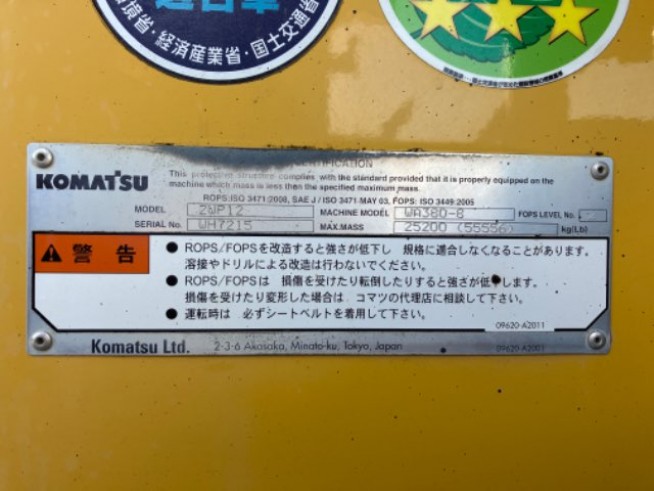 適合車
環境省・経済産業省・国土交通省
CERTIFICATION
KOMATSU
This protective structure complies with the standard provided that it is properly equipped on the
machine which mass is less than the specified maximum mass.
ROPS:ISO 3471:2008, SAE J / ISO 3471 MAY 03, FOPS: ISO 3449:2005
MODEL ZWP12 MACHINE MODEL WA380-8 FOPS LEVEL No.
SERIAL No. WH7215 MAX.MASS 25200 (55556) kg(Lb)
警告
● ROPS/FOPSを改造すると強さが低下し 規格に適合しなくなることがあります。
溶接やドリルによる改造は行わないでください。
● ROPS/FOPSは 損傷を受けたり転倒したりすると強さが低下します。
損傷を受けたり変形した場合は コマツの代理店に相談して下さい。
● 運転時は 必ずシートベルトを着用して下さい。
09620-A2011
Komatsu Ltd. 2-3-6 Akasaka, Minato-ku, Tokyo, Japan 09620-A2001